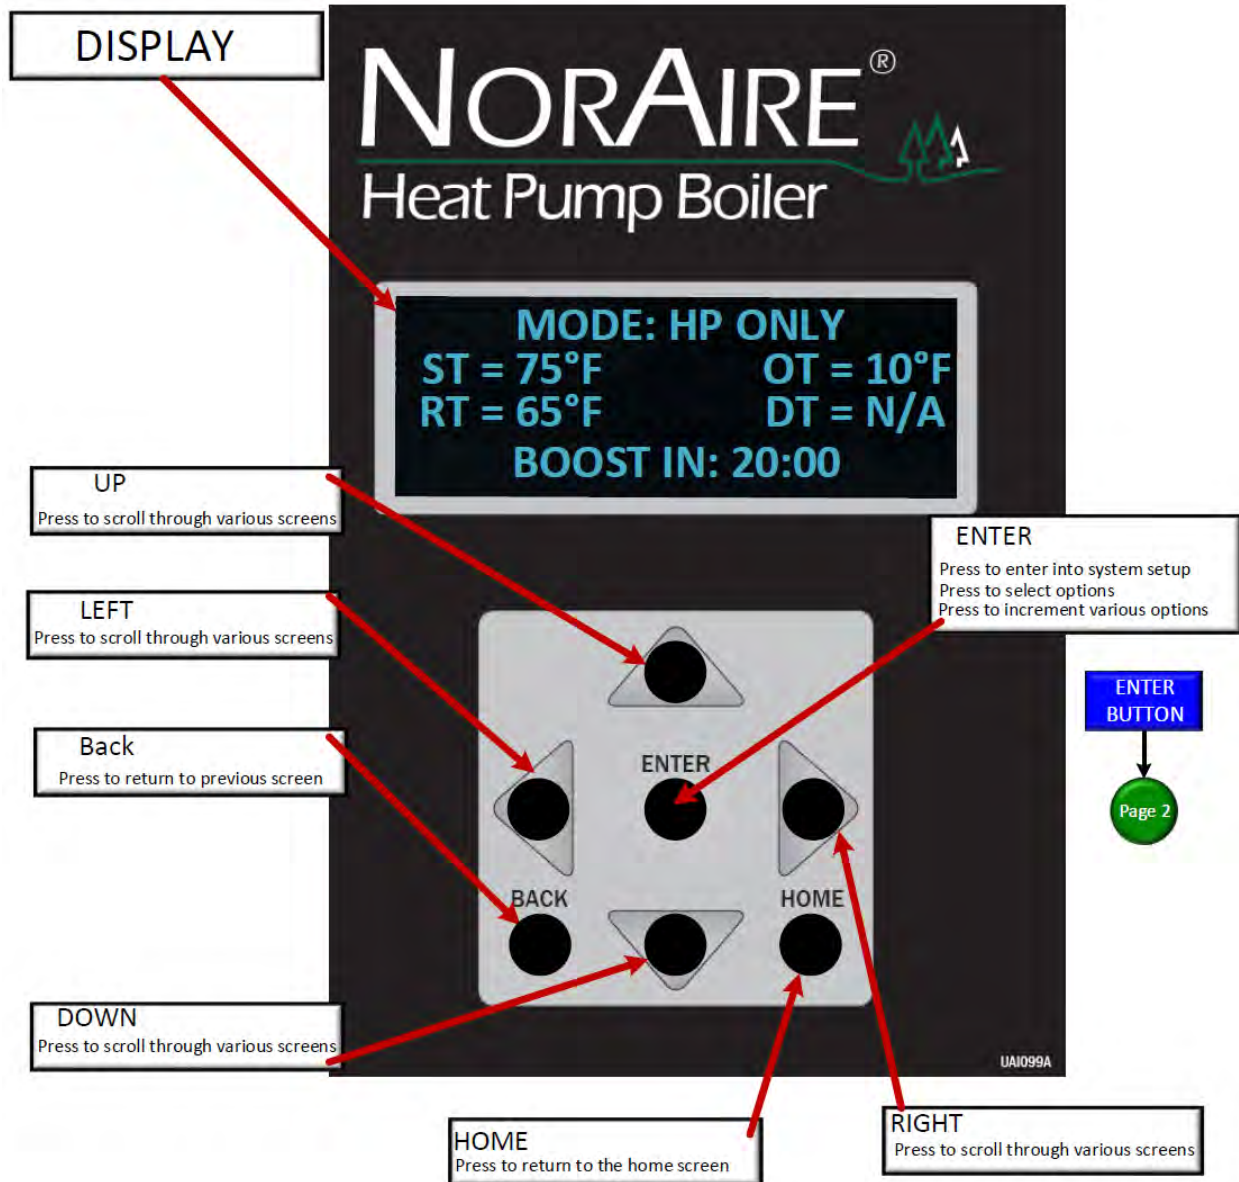 DISPLAY
NORAIRE®
Heat Pump Boiler
MODE: HP ONLY
ST = 75°F OT = 10°F
RT = 65°F DT = N/A
BOOST IN: 20:00
UP
Press to scroll through various screens
ENTER
Press to enter into system setup
Press to select options
Press to increment various options
LEFT
Press to scroll through various screens
ENTER
BUTTON
Page 2
Back
Press to return to previous screen
ENTER
BACK
HOME
DOWN
Press to scroll through various screens
UAI099A
HOME
Press to return to the home screen
RIGHT
Press to scroll through various screens